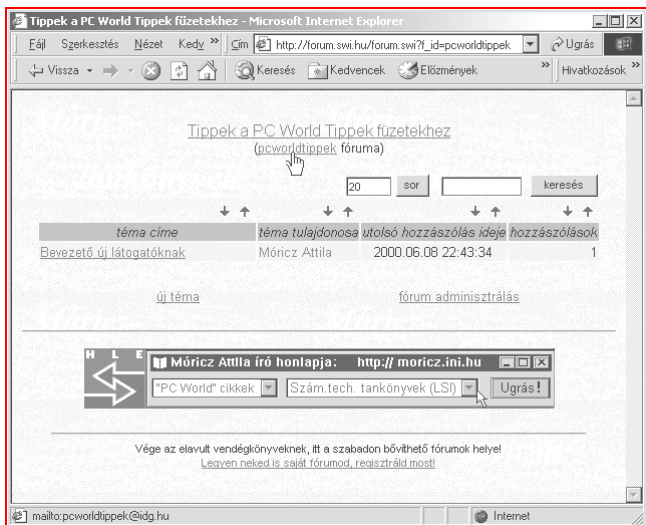 Tippek a PC World Tippek füzetekhez - Microsoft Internet Explorer
Fájl Szerkesztés Nézet Kedv » Cím http://forum.swi.hu/forum.swi?f_id=pcworldtippek Ugrás
Vissza Keresés Kedvencek Előzmények » Hivatkozások »
Tippek a PC World Tippek füzetekhez
(pcworldtippek fóruma)
20 sor keresés
téma címe téma tulajdonosa utolsó hozzászólás ideje hozzászólások
Bevezető új látogatóknak Móricz Attila 2000.06.08 22:43:34 1
új téma fórum adminisztrálás
H L E
Móricz Attila író honlapja: http://moricz.ini.hu
"PC World" cikkek Szám.tech. tankönyvek (LSI) Ugrás!
Vége az elavult vendégkönyveknek, itt a szabadon bővíthető fórumok helye!
Legyen neked is saját fórumod, regisztráld most!
mailto:pcworldtippek@idg.hu Internet